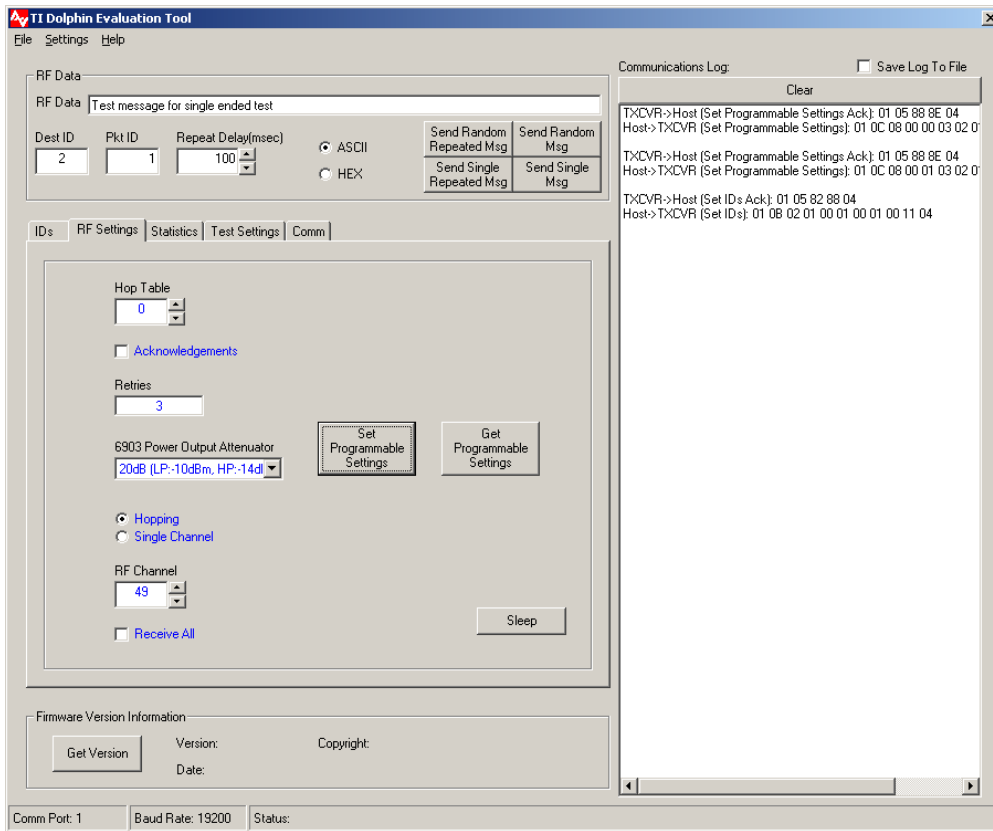 TI Dolphin Evaluation Tool
File Settings Help
RF Data
RF Data Test message for single ended test
Dest ID Pkt ID Repeat Delay(msec)
2 1 100
ASCII
HEX
Send Random Repeated Msg
Send Random Msg
Send Single Repeated Msg
Send Single Msg
IDs RF Settings Statistics Test Settings Comm
Hop Table
0
Acknowledgements
Retries
3
6903 Power Output Attenuator
20dB (LP:-10dBm, HP:-14dl
Set Programmable Settings
Get Programmable Settings
Hopping
Single Channel
RF Channel
49
Receive All
Sleep
Firmware Version Information
Get Version
Version: Copyright:
Date:
Communications Log: Save Log To File
Clear
TXCVR->Host (Set Programmable Settings Ack): 01 05 88 8E 04
Host->TXCVR (Set Programmable Settings): 01 0C 08 00 00 03 02 0
TXCVR->Host (Set Programmable Settings Ack): 01 05 88 8E 04
Host->TXCVR (Set Programmable Settings): 01 0C 08 00 01 03 02 0
TXCVR->Host (Set IDs Ack): 01 05 82 88 04
Host->TXCVR (Set IDs): 01 0B 02 01 00 01 00 01 00 11 04
Comm Port: 1 Baud Rate: 19200 Status: